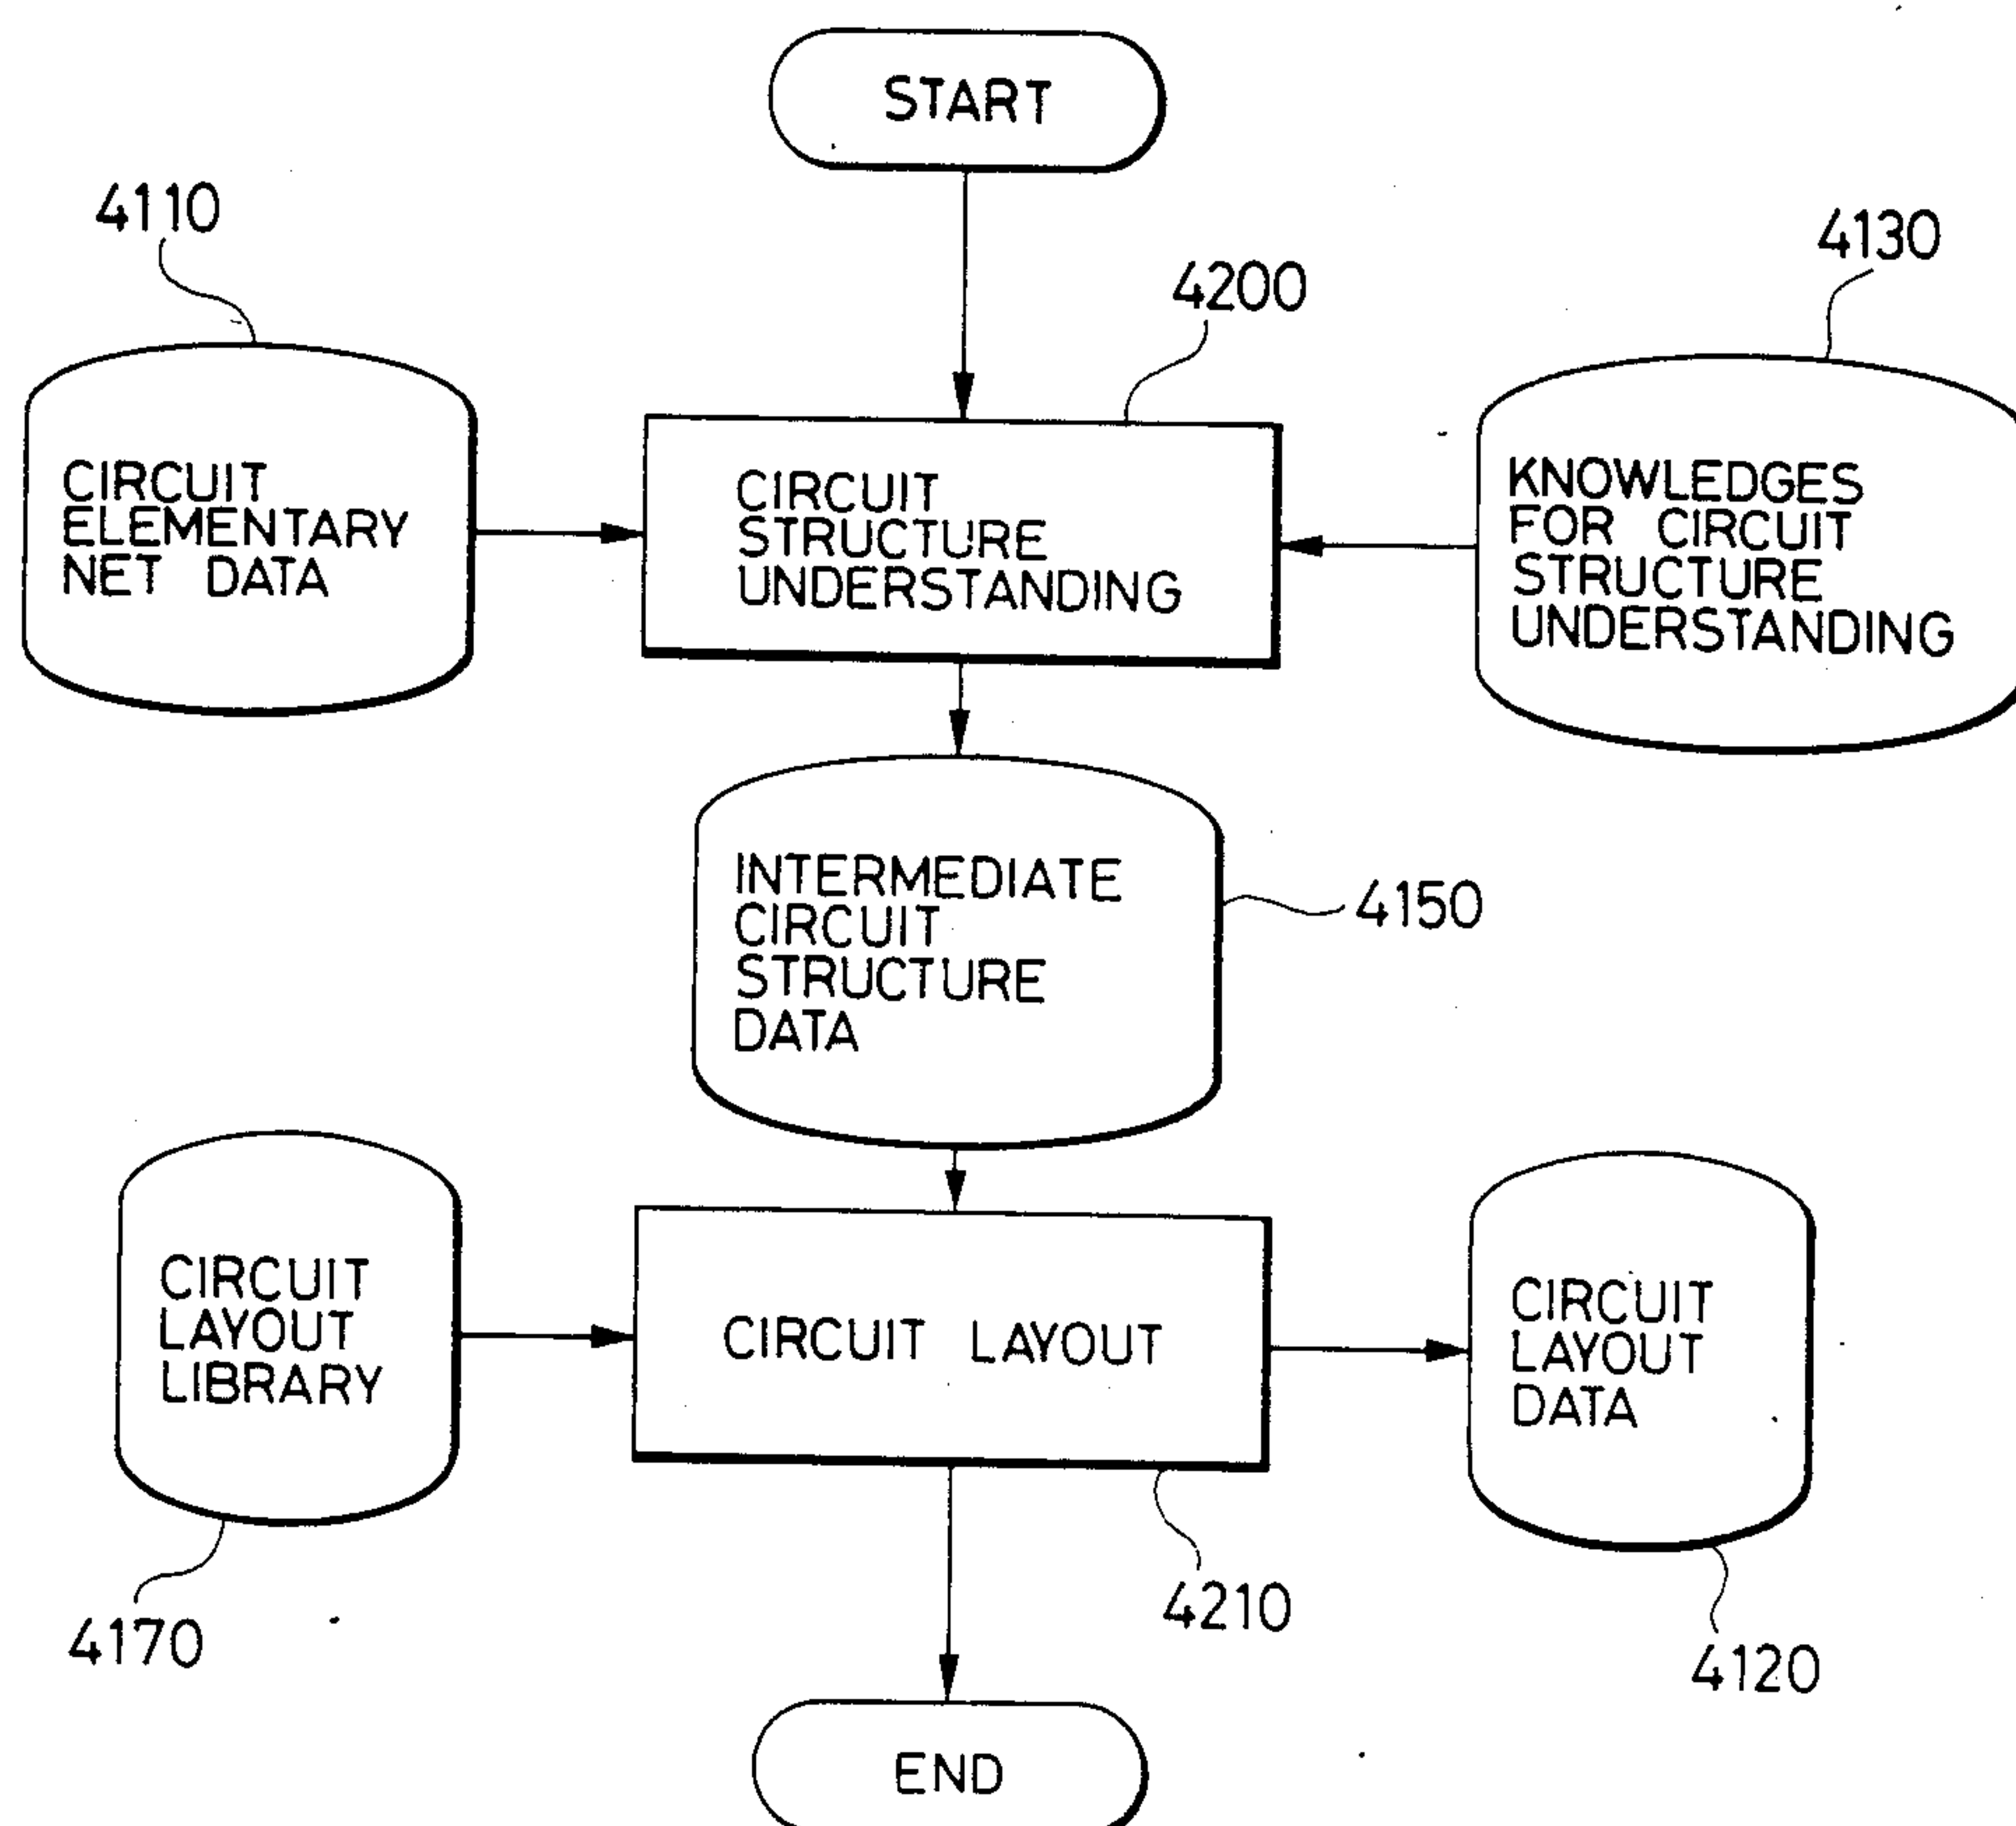 START
4110
4130
4200
CIRCUIT
ELEMENTARY
NET DATA
CIRCUIT
STRUCTURE
UNDERSTANDING
KNOWLEDGES
FOR CIRCUIT
STRUCTURE
UNDERSTANDING
INTERMEDIATE
CIRCUIT
STRUCTURE
DATA
4150
CIRCUIT
LAYOUT
LIBRARY
CIRCUIT LAYOUT
CIRCUIT
LAYOUT
DATA
4170
4210
4120
END